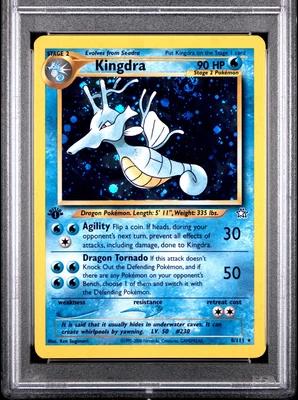 STAGE 2 Evolves from Seadra Put Kingdra on the Stage 1 card
Kingdra 90 HP
Stage 2 Pokémon
Dragon Pokémon. Length: 5' 11", Weight: 335 lbs.
Agility Flip a coin. If heads, during your
opponent's next turn, prevent all effects of
attacks, including damage, done to Kingdra.
30
Dragon Tornado If this attack doesn't
Knock Out the Defending Pokémon, and if
there are any Pokémon on your opponent's
Bench, choose 1 of them and switch it with
the Defending Pokémon.
50
weakness resistance retreat cost
It is said that it usually hides in underwater caves. It can
create whirlpools by yawning. LV. 50 #230
Illus. Ken Sugimori
8/111